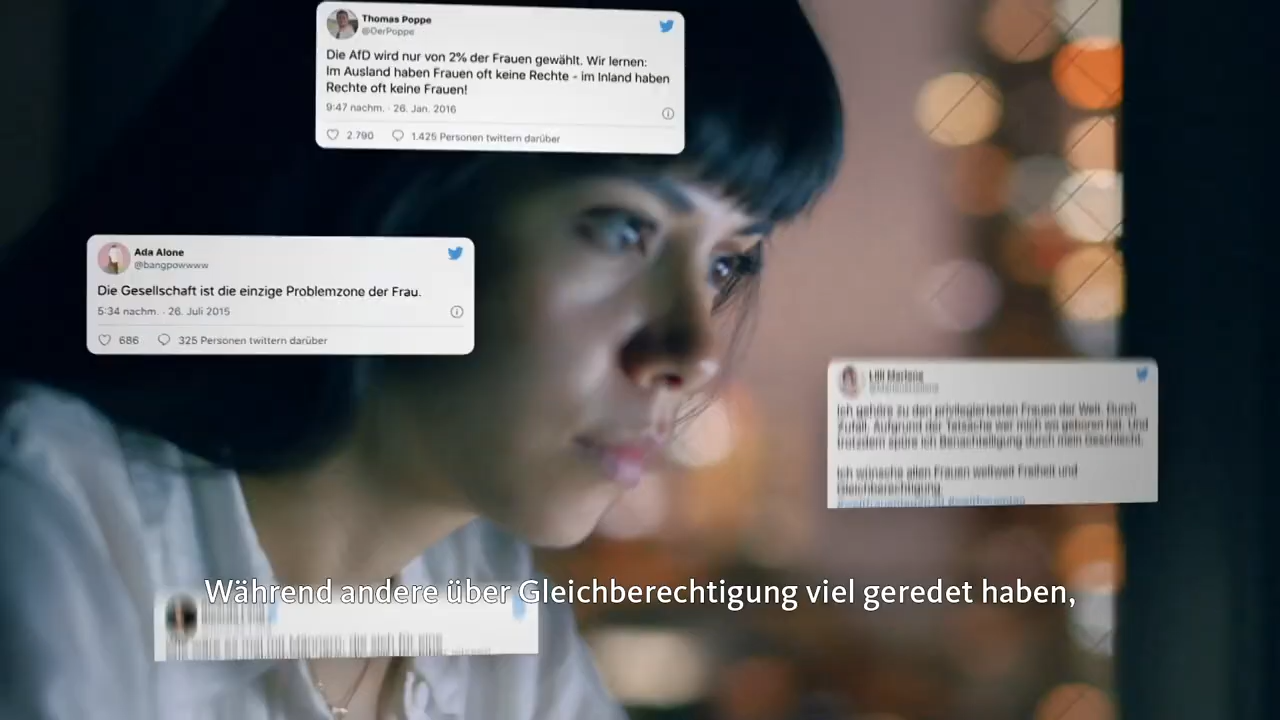 Thomas Poppe
@DerPoppe
Die AfD wird nur von 2% der Frauen gewählt. Wir lernen:
Im Ausland haben Frauen oft keine Rechte - im Inland haben
Rechte oft keine Frauen!
9:47 nachm. · 26. Jan. 2016
2.790 1.425 Personen twittern darüber
Ada Alone
@bangpowwww
Die Gesellschaft ist die einzige Problemzone der Frau.
5:34 nachm. · 26. Juli 2015
686 325 Personen twittern darüber
Lilli Marlene
Ich gehöre zu den privilegiertesten Frauen der Welt. Durch
Zufall. Aufgrund der Tatsache wer mich wo geboren hat. Und
trotzdem spüre ich Benachteiligung durch mein Geschlecht.
Ich wünsche allen Frauen weltweit Freiheit und
Gleichberechtigung
Während andere über Gleichberechtigung viel geredet haben,